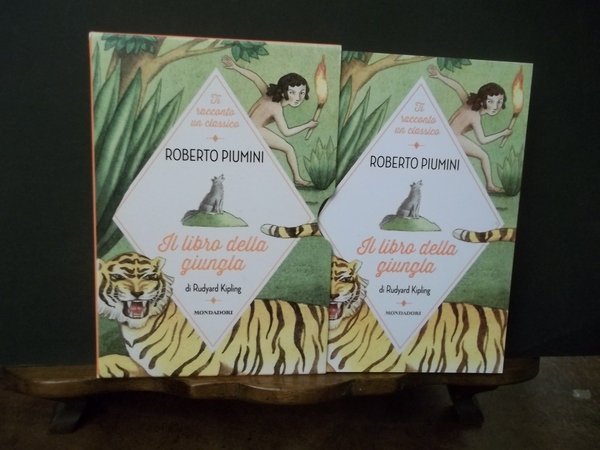 Ti
racconto
un classico
ROBERTO PIUMINI
Il libro della
giungla
di Rudyard Kipling
MONDADORI
Ti
racconto
un classico
ROBERTO PIUMINI
Il libro della
giungla
di Rudyard Kipling
MONDADORI